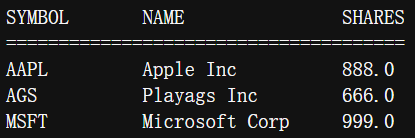 SYMBOL NAME SHARES
======================================
AAPL Apple Inc 888.0
AGS Playags Inc 666.0
MSFT Microsoft Corp 999.0